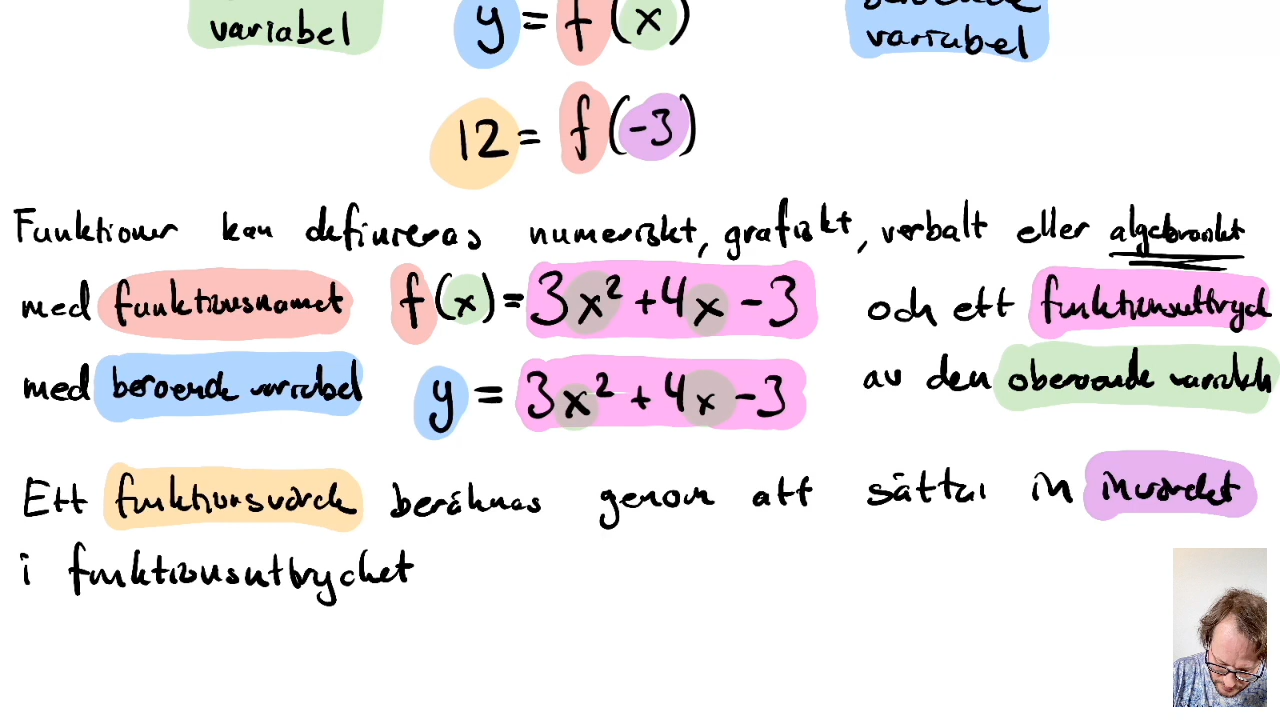 variabel y = f(x) beroende variabel
12 = f(-3)
Funktioner kan definieras numeriskt, grafiskt, verbalt eller algebraiskt
med funktionsnamet f(x) = 3x² + 4x - 3 och ett funktionsuttryck
med beroende variabel y = 3x² + 4x - 3 av den oberoende variabeln
Ett funktionsvärde beräknas genom att sätta in invärdet
i funktionsuttrycket